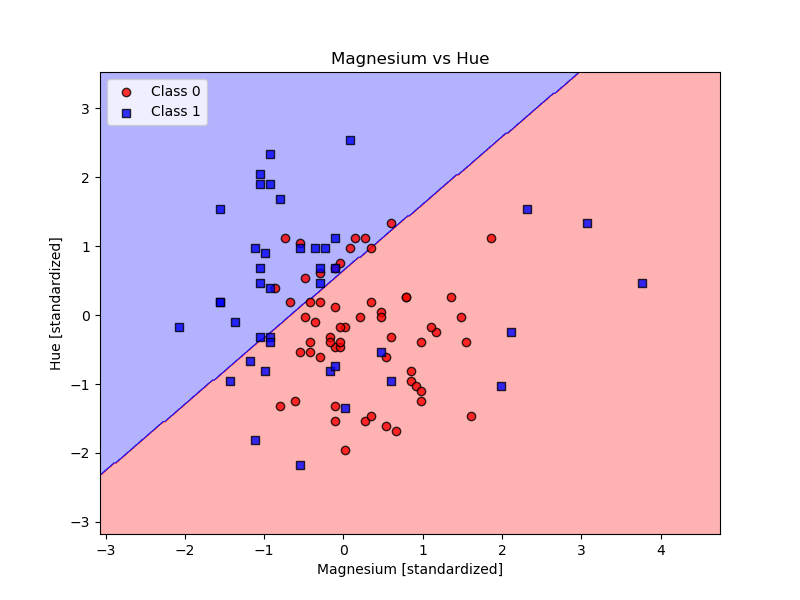 Magnesium vs Hue
Class 0
Class 1
3
2
1
0
−1
−2
−3
Hue [standardized]
−3 −2 −1 0 1 2 3 4
Magnesium [standardized]